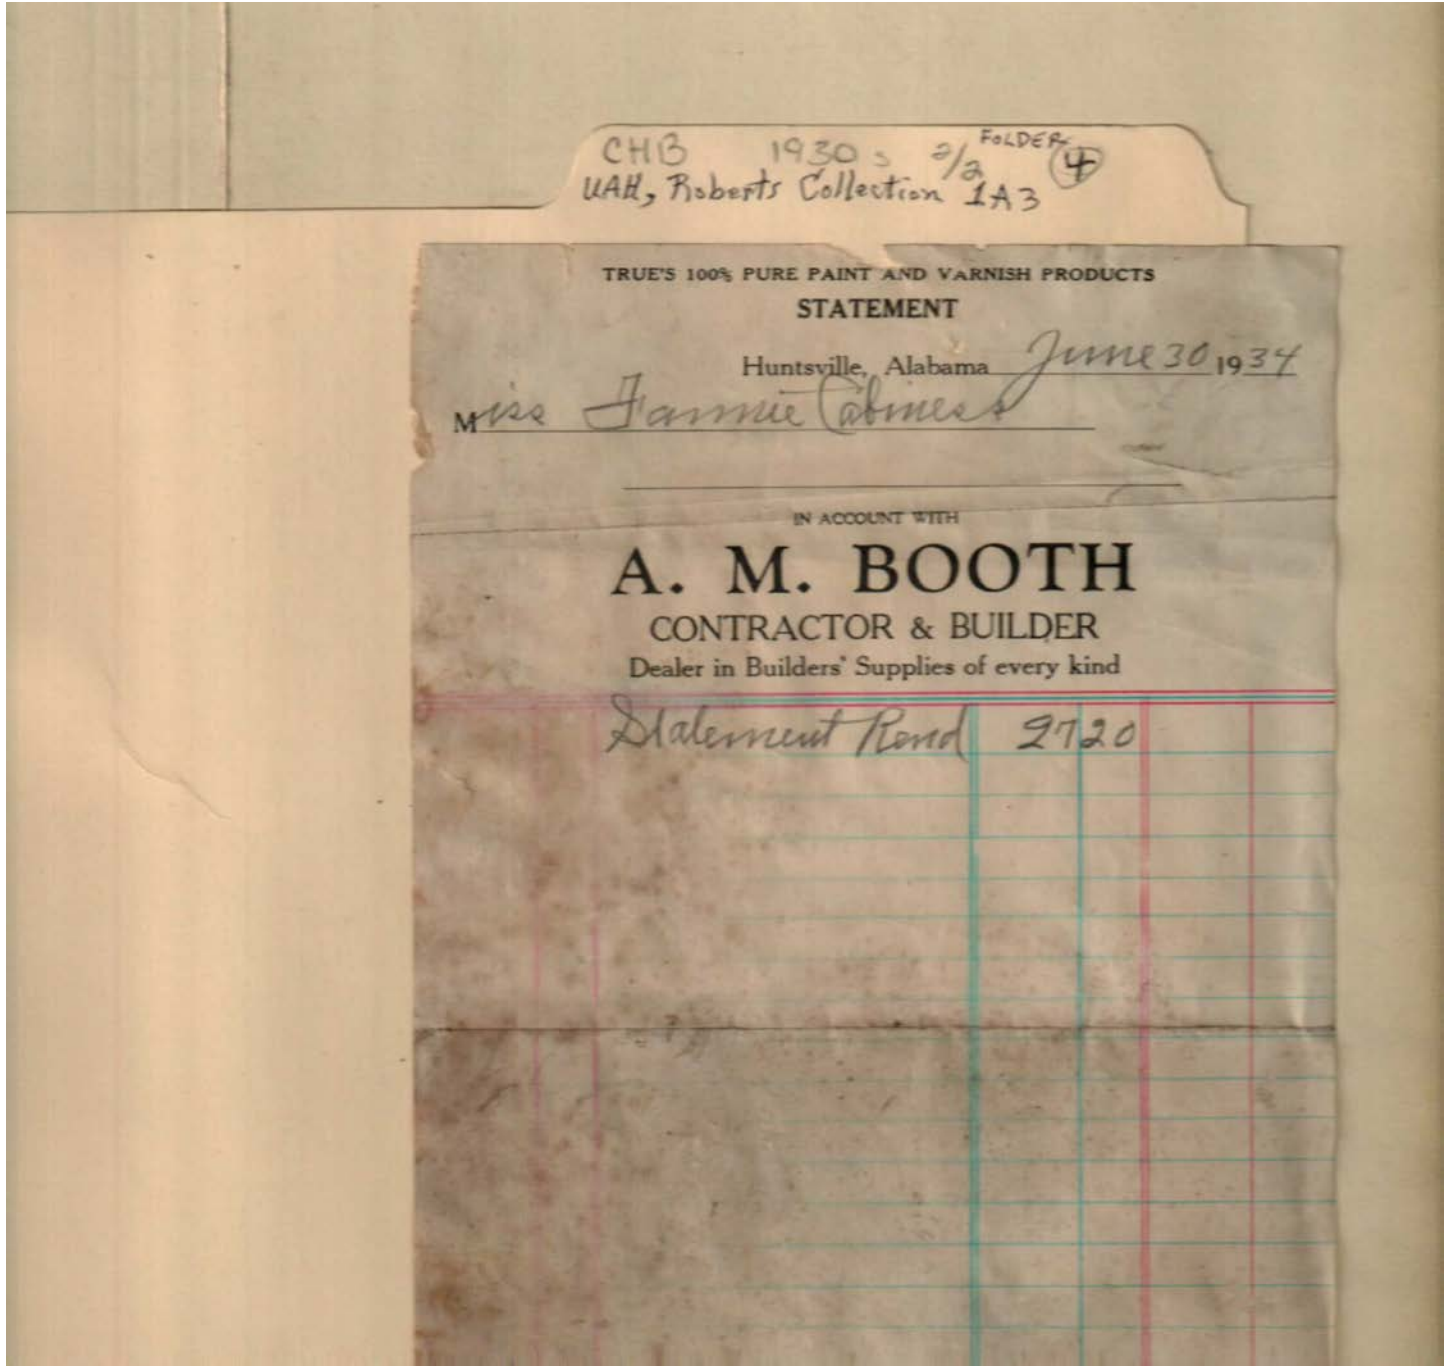 CHB 1930s 2/2 FOLDER 4
UAH, Roberts Collection 1A3
TRUE'S 100% PURE PAINT AND VARNISH PRODUCTS
STATEMENT
Huntsville, Alabama June 30 1934
Miss Fannie Cabiness
IN ACCOUNT WITH
A. M. BOOTH
CONTRACTOR & BUILDER
Dealer in Builders' Supplies of every kind
Statement Rend 27 20